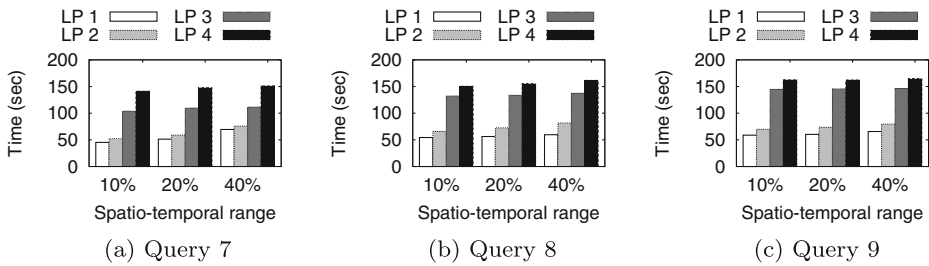 LP 1 LP 3
LP 2 LP 4
Time (sec)
200
150
100
50
0
10% 20% 40%
Spatio-temporal range
(a) Query 7
LP 1 LP 3
LP 2 LP 4
Time (sec)
200
150
100
50
0
10% 20% 40%
Spatio-temporal range
(b) Query 8
LP 1 LP 3
LP 2 LP 4
Time (sec)
200
150
100
50
0
10% 20% 40%
Spatio-temporal range
(c) Query 9